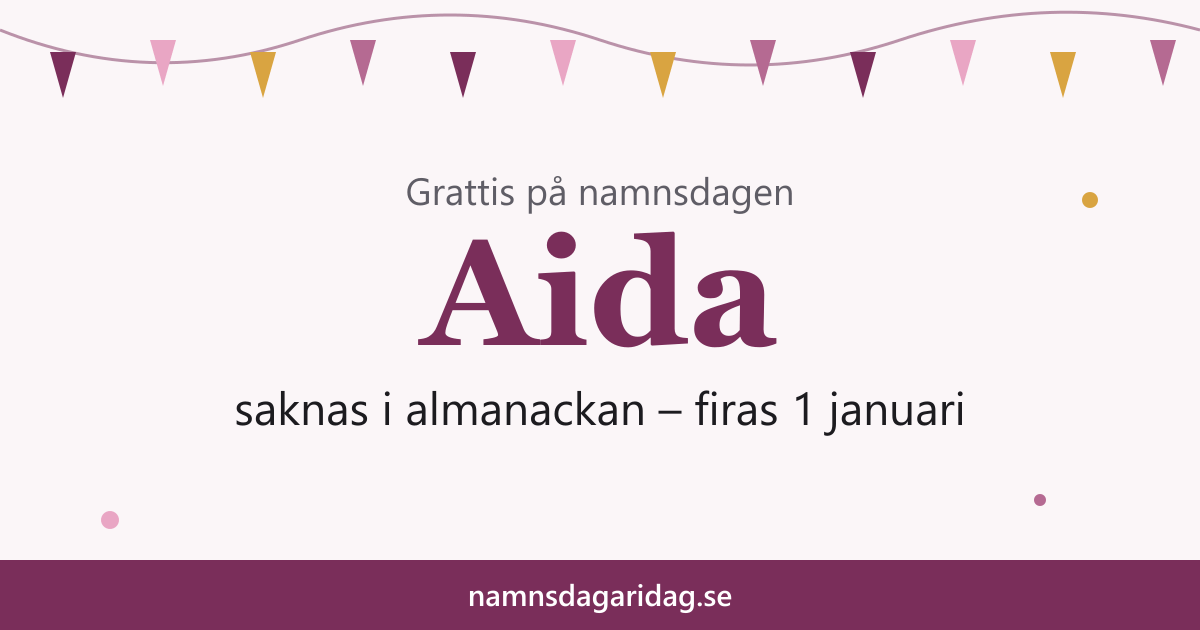 Grattis på namnsdagen
Aida
saknas i almanackan – firas 1 januari
namnsdagaridag.se